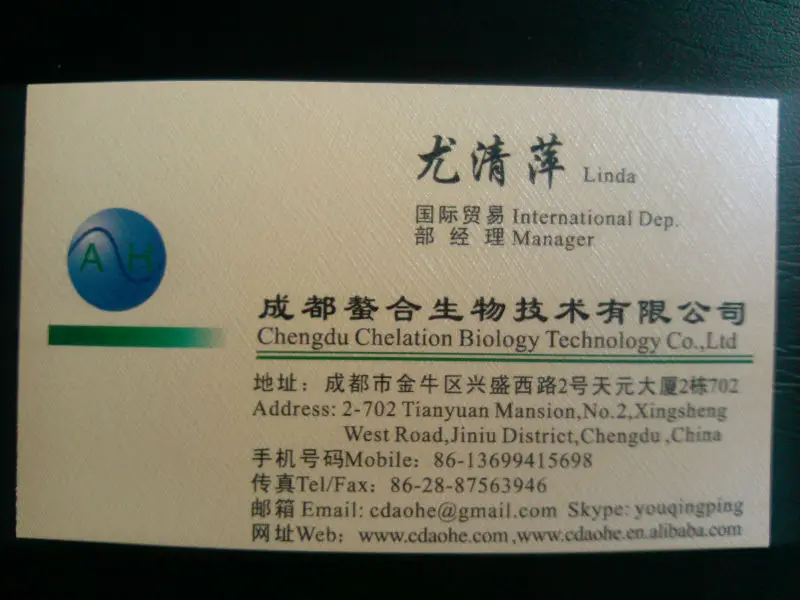 尤清萍 Linda
国际贸易 International Dep.
部 经 理 Manager
A H
成都螯合生物技术有限公司
Chengdu Chelation Biology Technology Co.,Ltd
地址：成都市金牛区兴盛西路2号天元大厦2栋702
Address: 2-702 Tianyuan Mansion,No.2,Xingsheng
West Road,Jiniu District,Chengdu ,China
手机号码Mobile：86-13699415698
传真Tel/Fax：86-28-87563946
邮箱 Email: cdaohe@gmail.com Skype: youqingping
网址Web：www.cdaohe.com ,www.cdaohe.en.alibaba.com